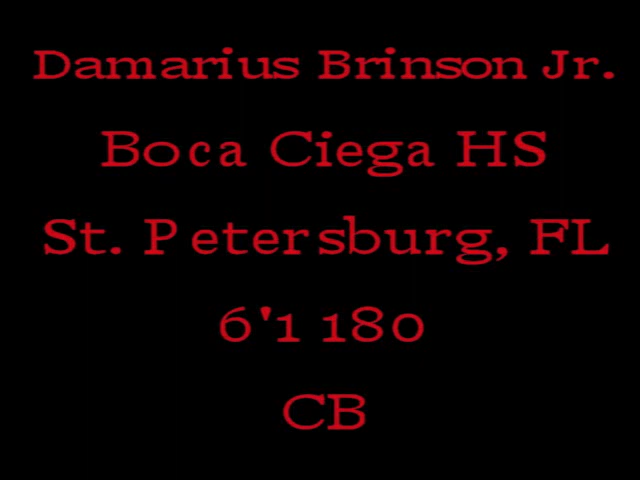 Damarius Brinson Jr.
Boca Ciega HS
St. Petersburg, FL
6'1 180
CB